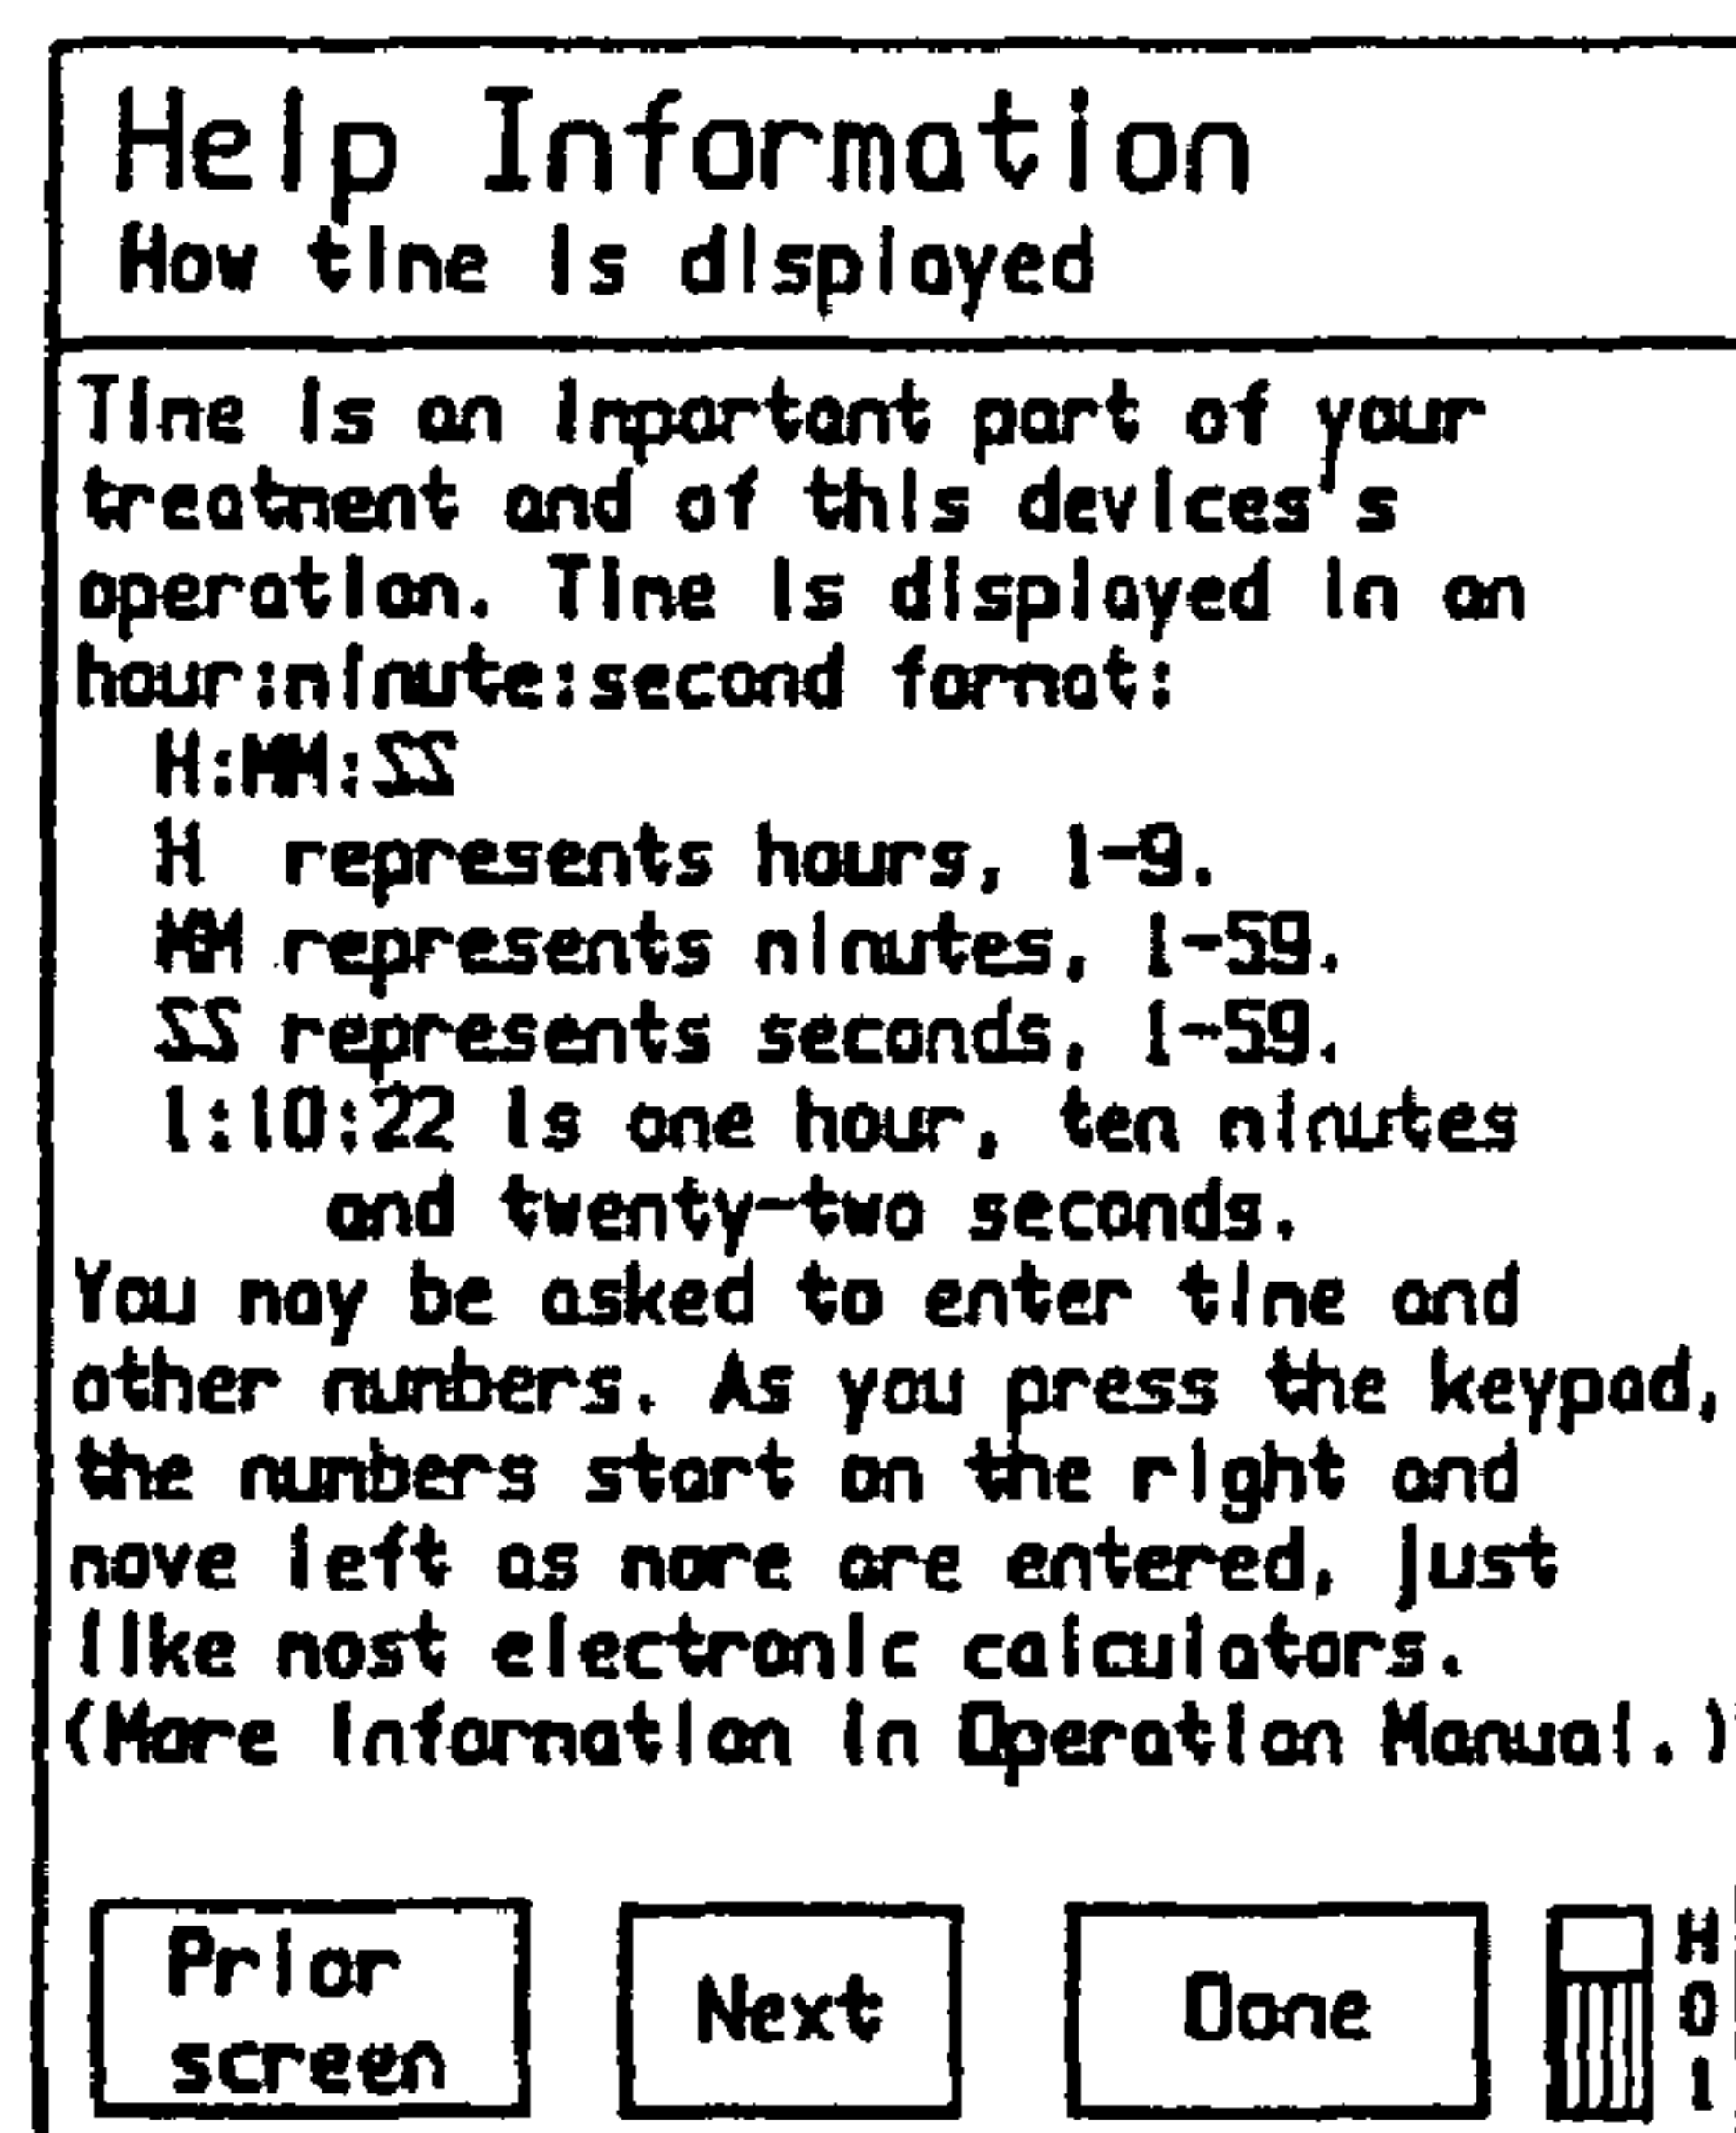 Help Information
How time is displayed
Time is an important part of your
treatment and of this devices's
operation. Time is displayed in an
hour:minute:second format:
H:MM:SS
H represents hours, 1-9.
MM represents minutes, 1-59.
SS represents seconds, 1-59.
1:10:22 is one hour, ten minutes
and twenty-two seconds.
You may be asked to enter time and
other numbers. As you press the keypad,
the numbers start on the right and
move left as more are entered, just
like most electronic calculators.
(More information in Operation Manual.)
Prior
screen
Next
Done
H
0
1